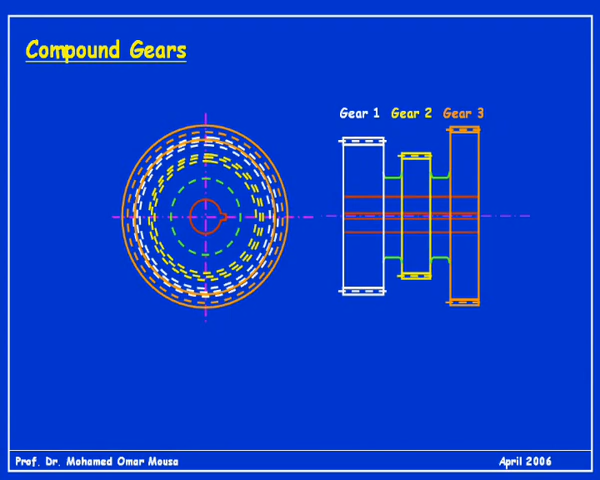 Compound Gears
Gear 1 Gear 2 Gear 3
Prof. Dr. Mohamed Omar Mousa
April 2006